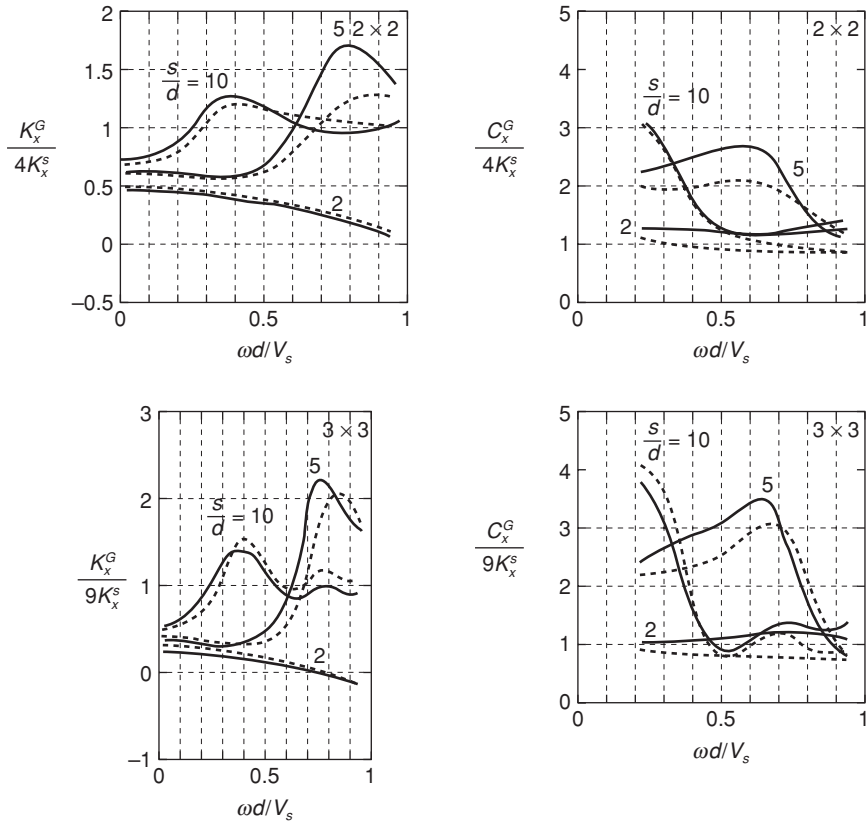 2 × 2
5
s/d = 10
2
K_x^G / 4K_x^s
2
1.5
1
0.5
0
–0.5
0
0.5
1
ωd/V_s
2 × 2
s/d = 10
5
2
C_x^G / 4K_x^s
5
4
3
2
1
0
0
0.5
1
ωd/V_s
3 × 3
5
s/d = 10
2
K_x^G / 9K_x^s
3
2
1
0
–1
0
0.5
1
ωd/V_s
3 × 3
s/d = 10
5
2
C_x^G / 9K_x^s
5
4
3
2
1
0
0
0.5
1
ωd/V_s